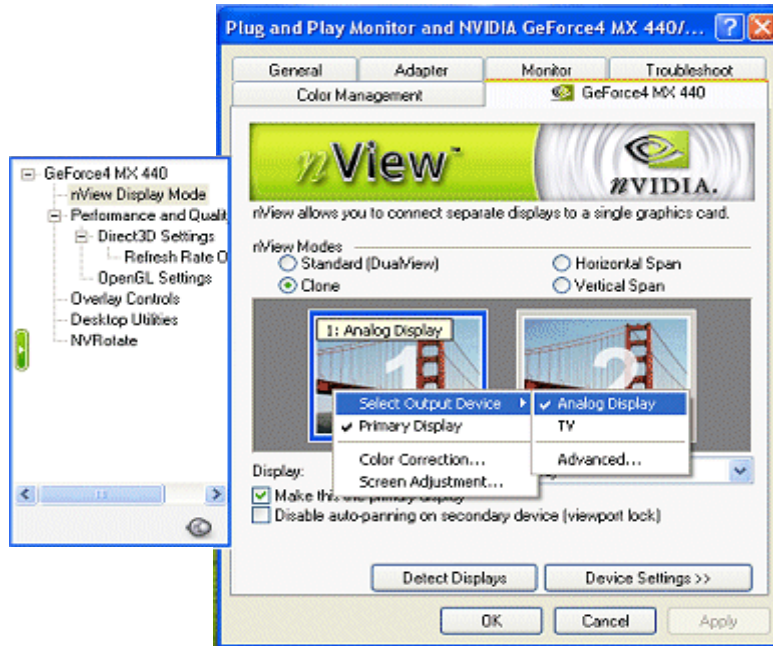 Plug and Play Monitor and NVIDIA GeForce4 MX 440/...
General Adapter Monitor Troubleshoot
Color Management GeForce4 MX 440
nView™
nVIDIA.
nView allows you to connect separate displays to a single graphics card.
nView Modes
Standard (DualView) Horizontal Span
Clone Vertical Span
1: Analog Display
1
2
Select Output Device Analog Display
Primary Display TV
Color Correction... Advanced...
Screen Adjustment...
Display:
Make this the primary display
Disable auto-panning on secondary device (viewport lock)
Detect Displays Device Settings >>
OK Cancel Apply
GeForce4 MX 440
nView Display Mode
Performance and Qualit
Direct3D Settings
Refresh Rate O
OpenGL Settings
Overlay Controls
Desktop Utilities
NVRotate